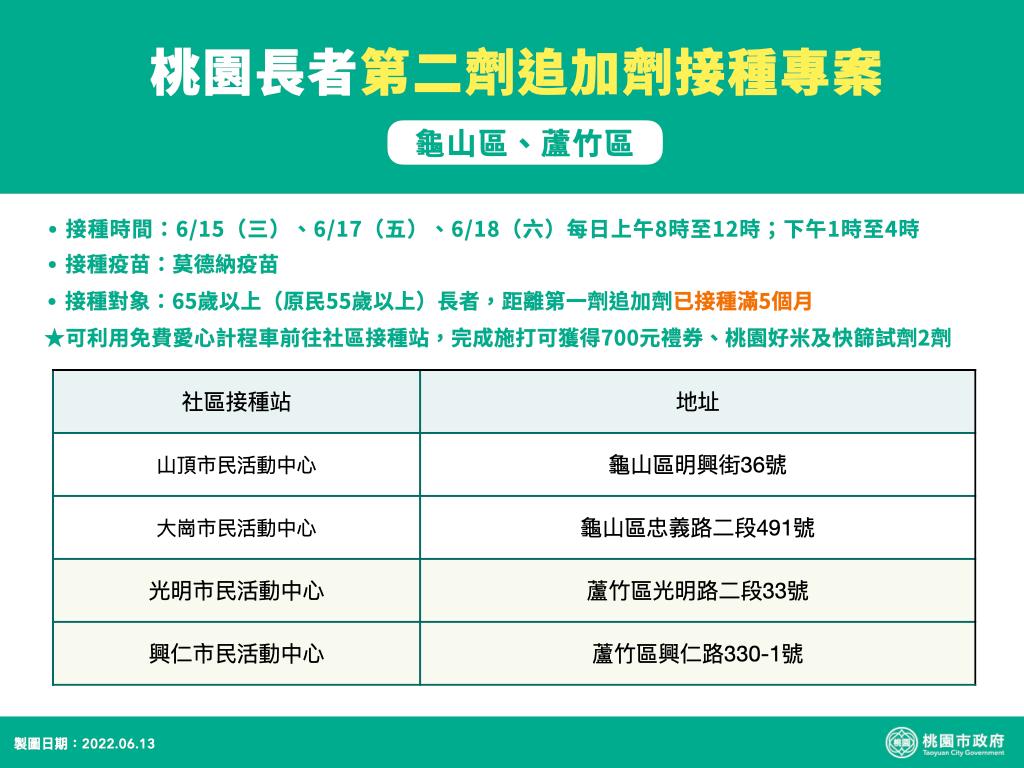 桃園長者第二劑追加劑接種專案
龜山區、蘆竹區
• 接種時間：6/15（三）、6/17（五）、6/18（六）每日上午8時至12時；下午1時至4時
• 接種疫苗：莫德納疫苗
• 接種對象：65歲以上（原民55歲以上）長者，距離第一劑追加劑已接種滿5個月
★可利用免費愛心計程車前往社區接種站，完成施打可獲得700元禮券、桃園好米及快篩試劑2劑
社區接種站 地址
山頂市民活動中心 龜山區明興街36號
大崗市民活動中心 龜山區忠義路二段491號
光明市民活動中心 蘆竹區光明路二段33號
興仁市民活動中心 蘆竹區興仁路330-1號
製圖日期：2022.06.13
桃園
桃園市政府
Taoyuan City Government